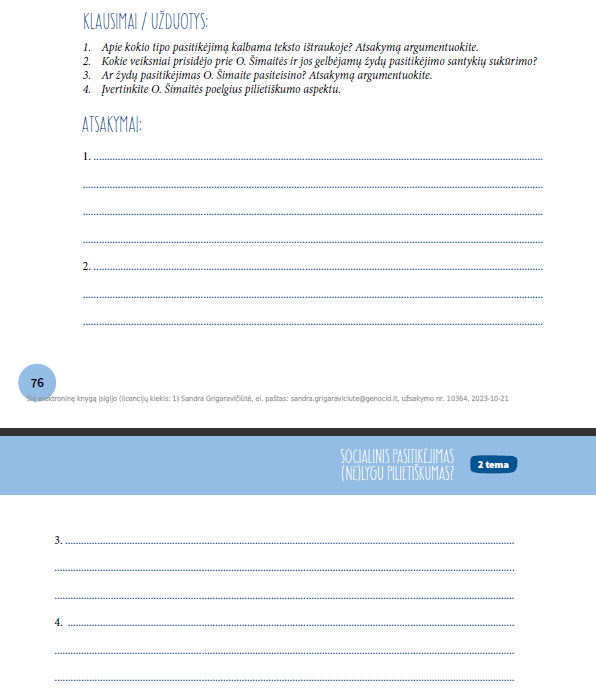 KLAUSIMAI / UŽDUOTYS:
1. Apie kokio tipo pasitikėjimą kalbama teksto ištraukoje? Atsakymą argumentuokite.
2. Kokie veiksniai prisidėjo prie O. Šimaitės ir jos gelbėjamų žydų pasitikėjimo santykių sukūrimo?
3. Ar žydų pasitikėjimas O. Šimaite pasiteisino? Atsakymą argumentuokite.
4. Įvertinkite O. Šimaitės poelgius pilietiškumo aspektu.
ATSAKYMAI:
1.
2.
76
Šią elektroninę knygą įsigijo (licencijų kiekis: 1) Sandra Grigaravičiūtė, el. paštas: sandra.grigaraviciute@genocid.lt, užsakymo nr. 10364, 2023-10-21
SOCIALINIS PASITIKĖJIMAS
(NE)LYGU PILIETIŠKUMAS?
2 tema
3.
4.